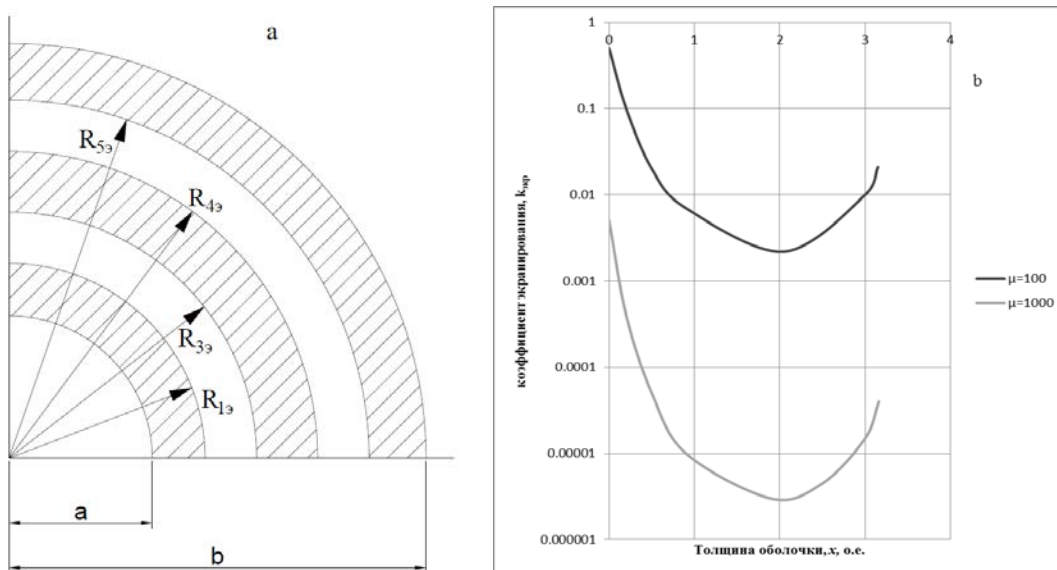 a
R5э
R4э
R3э
R1э
a
b
1
0.1
0.01
0.001
0.0001
0.00001
0.000001
0 1 2 3 4
b
коэффициент экранирования, kэкр
Толщина оболочки, x, о.е.
μ=100
μ=1000